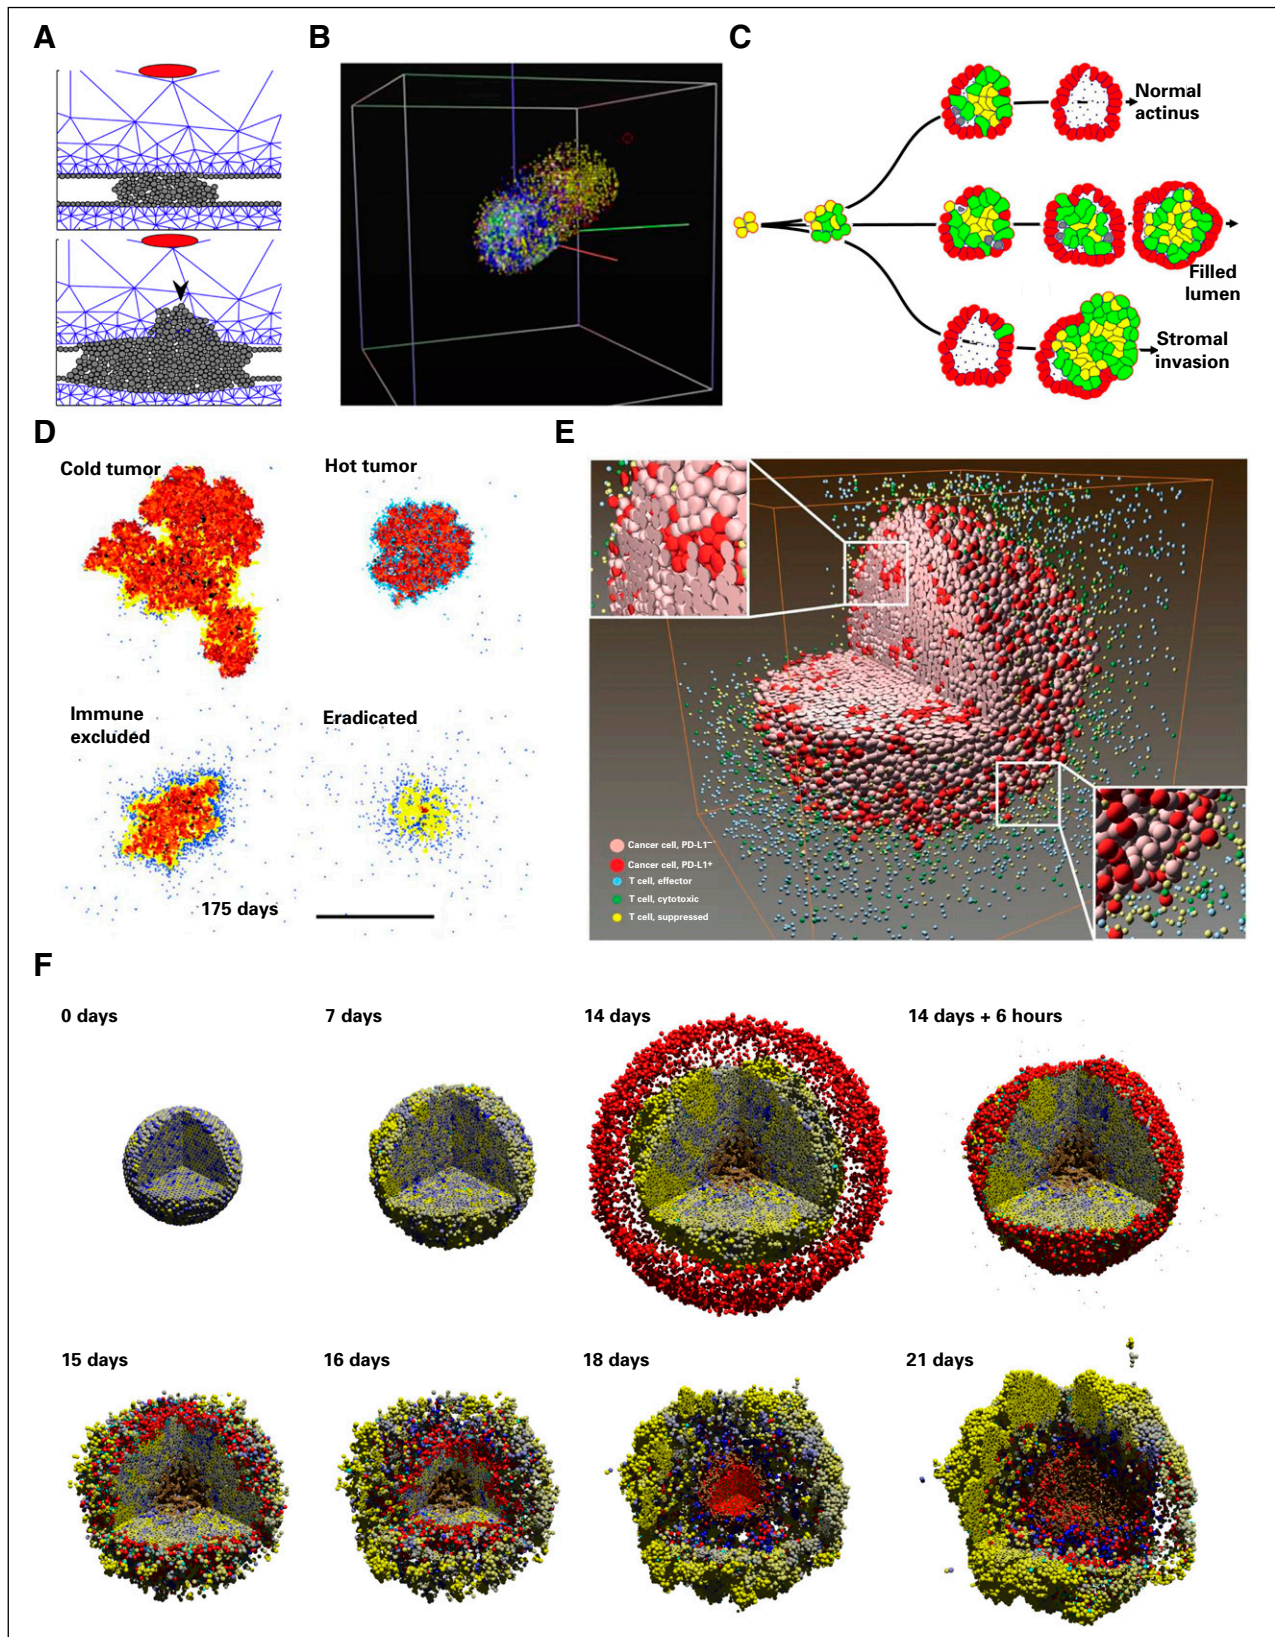 A
B
C
Normal
actinus
Filled
lumen
Stromal
invasion
D
Cold tumor
Hot tumor
Immune
excluded
Eradicated
175 days
E
Cancer cell, PD-L1⁻
Cancer cell, PD-L1⁺
T cell, effector
T cell, cytotoxic
T cell, suppressed
F
0 days
7 days
14 days
14 days + 6 hours
15 days
16 days
18 days
21 days